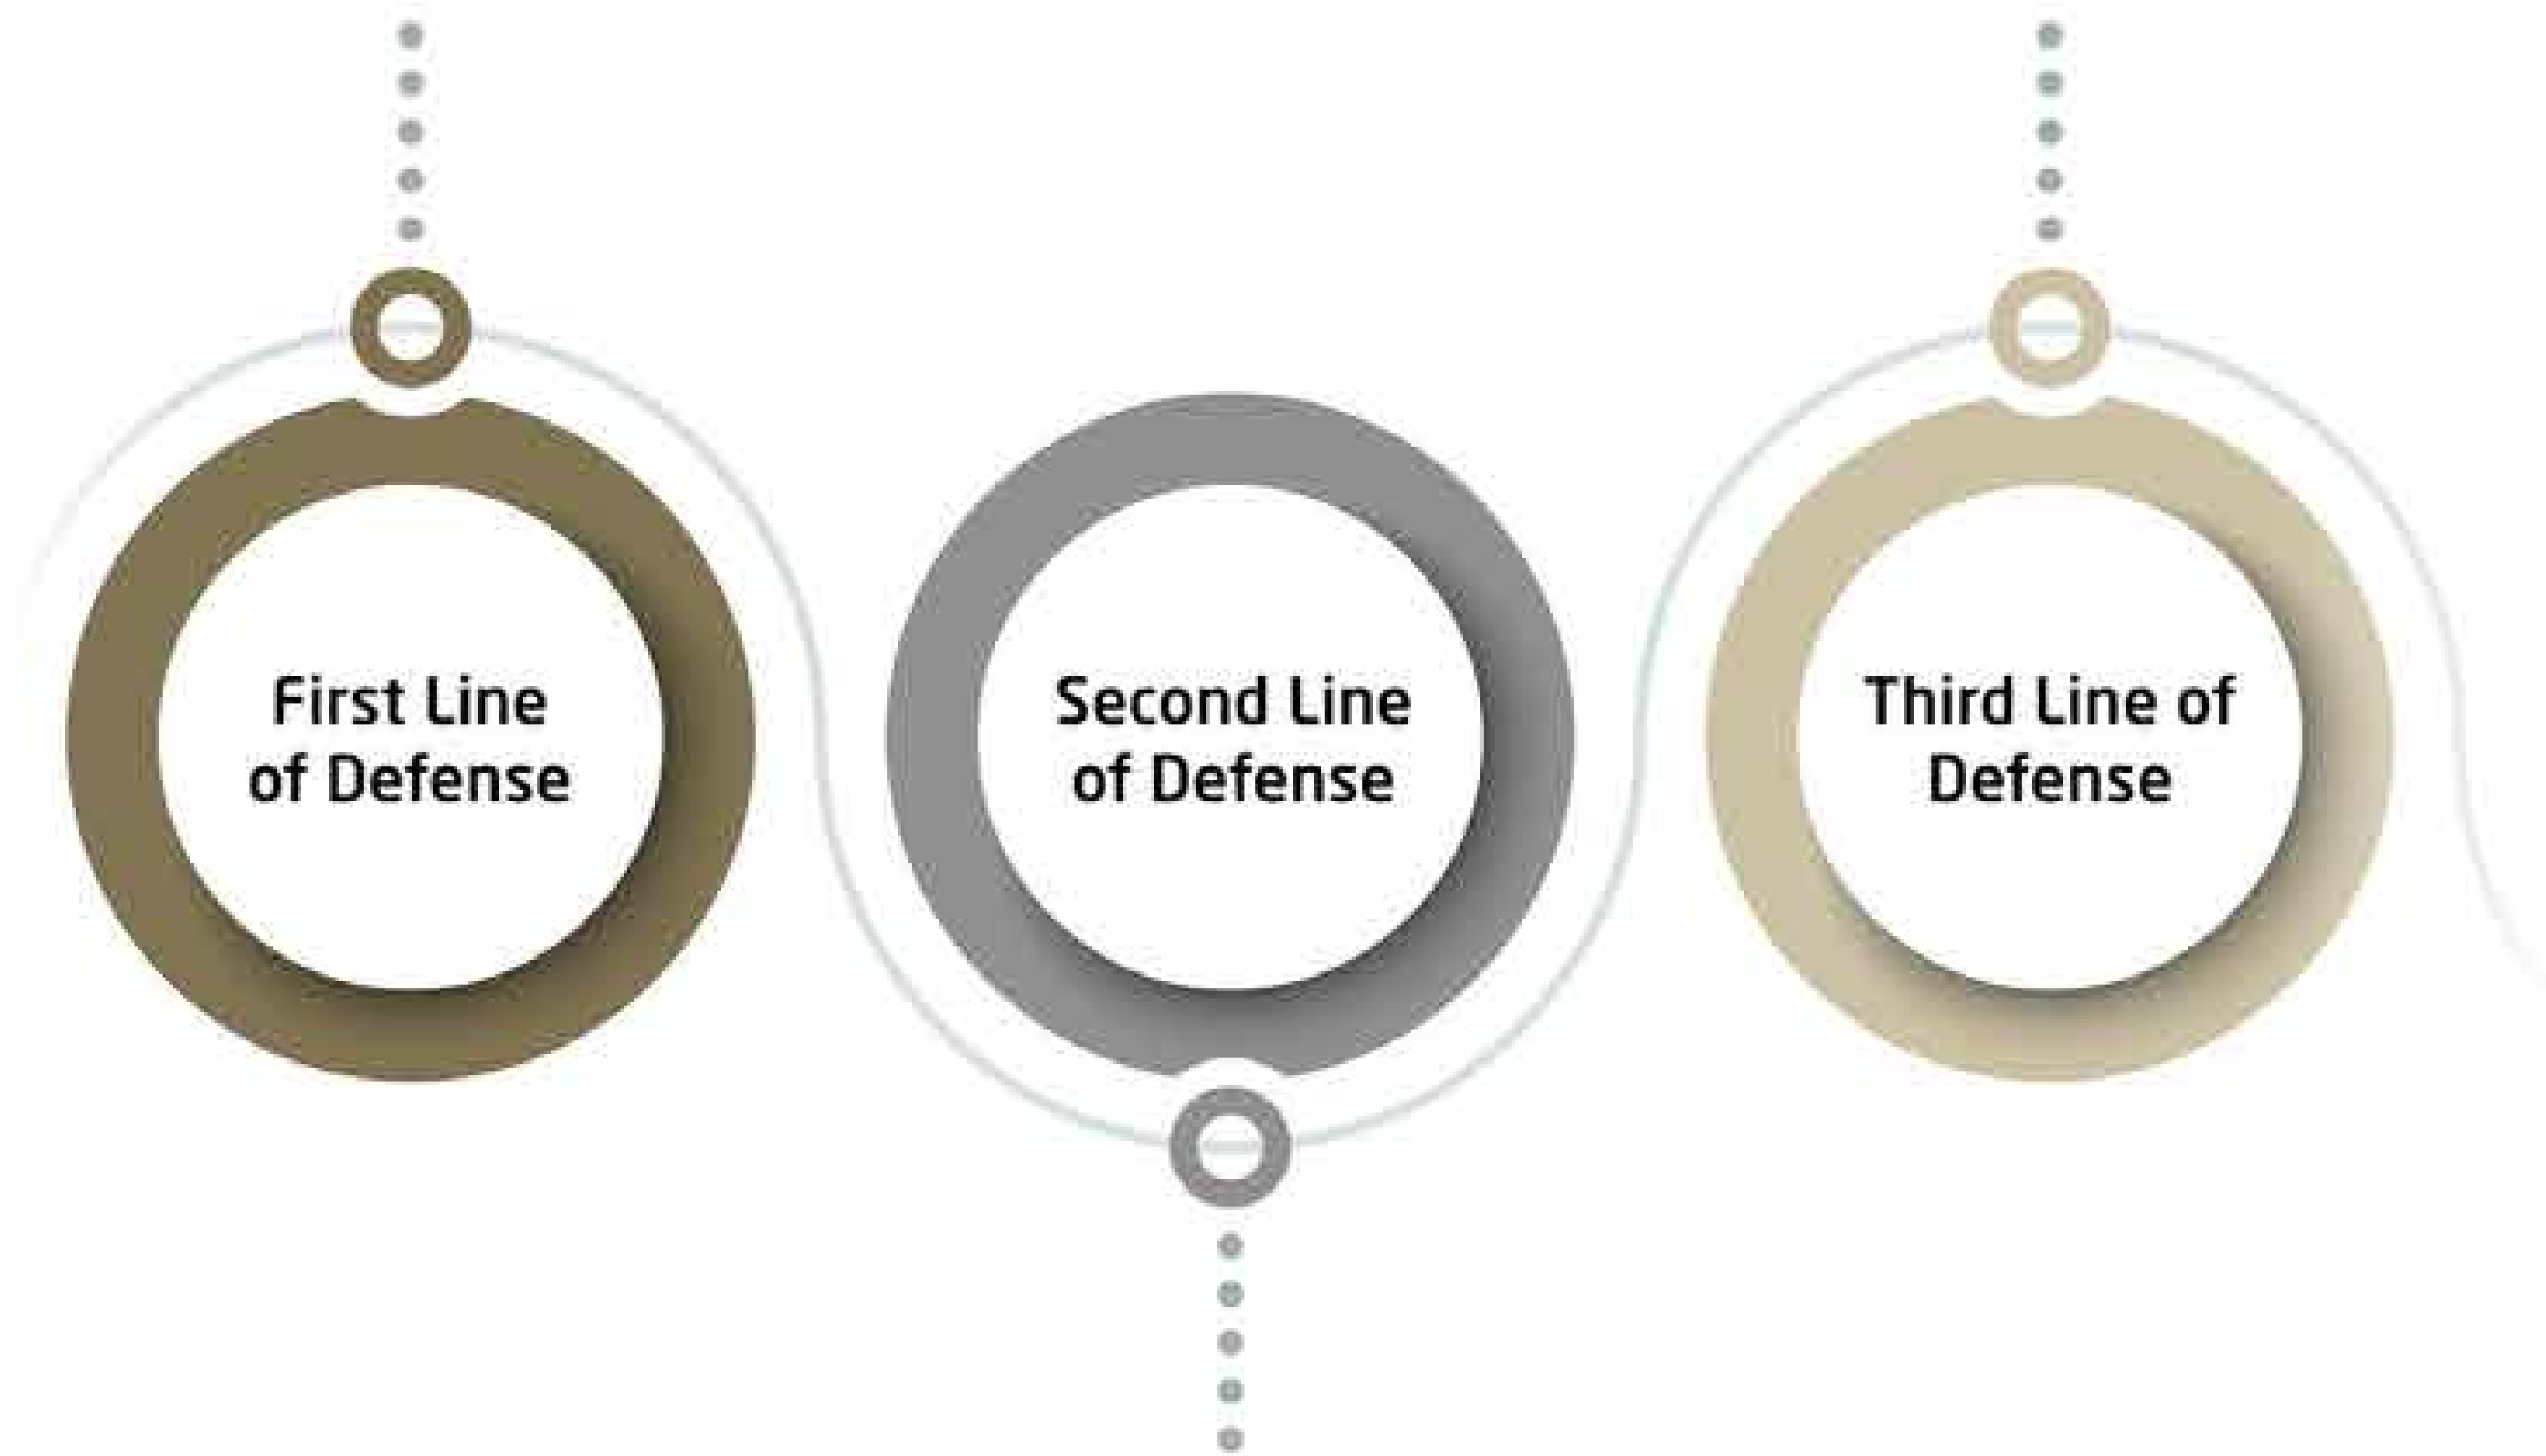 First Line
of Defense
Second Line
of Defense
Third Line of
Defense